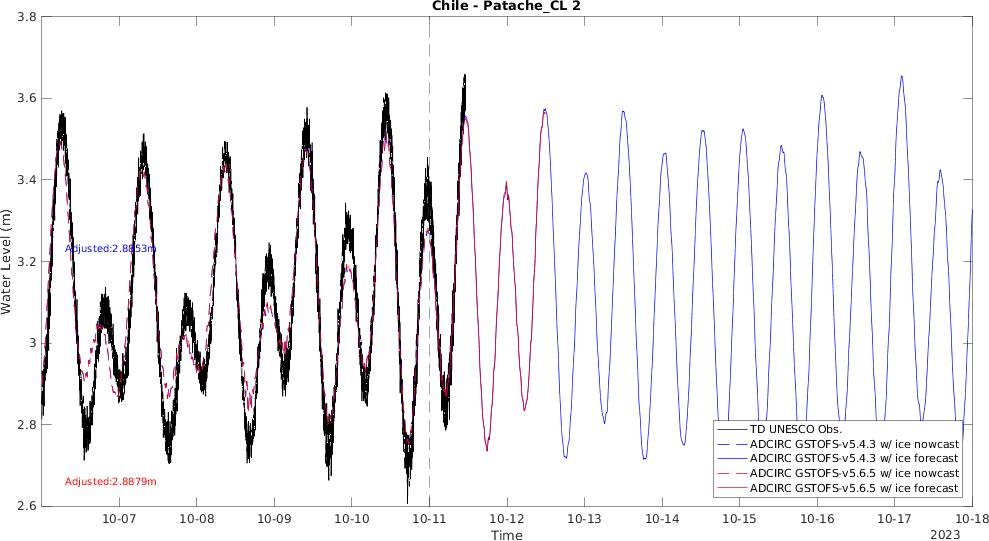 Chile - Patache_CL 2
3.8
3.6
3.4
3.2
3
2.8
2.6
Water Level (m)
Adjusted:2.8853m
Adjusted:2.8879m
TD UNESCO Obs.
ADCIRC GSTOFS-v5.4.3 w/ ice nowcast
ADCIRC GSTOFS-v5.4.3 w/ ice forecast
ADCIRC GSTOFS-v5.6.5 w/ ice nowcast
ADCIRC GSTOFS-v5.6.5 w/ ice forecast
10-07 10-08 10-09 10-10 10-11 10-12 10-13 10-14 10-15 10-16 10-17 10-18
Time
2023